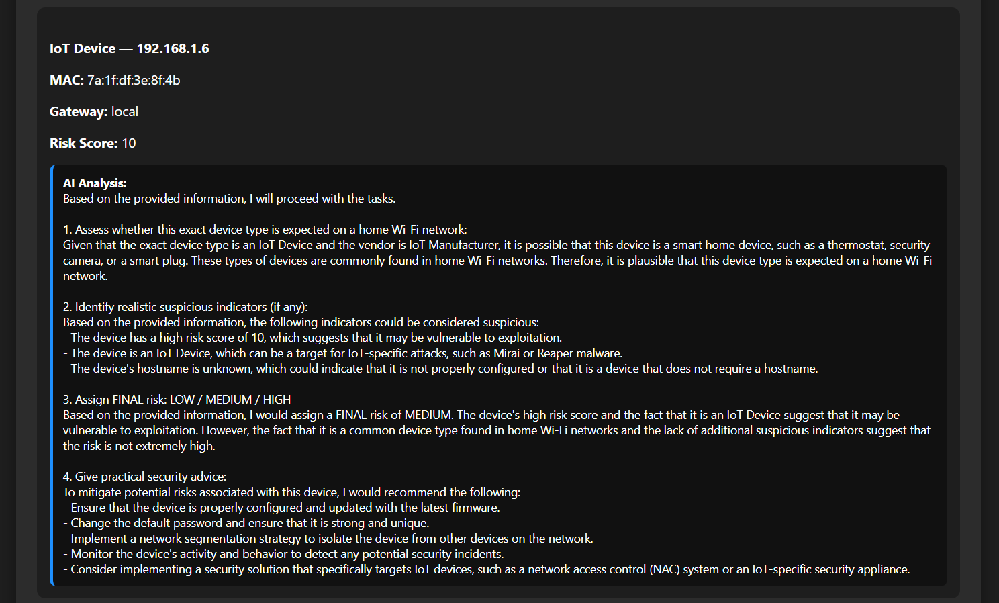 IoT Device — 192.168.1.6
MAC: 7a:1f:df:3e:8f:4b
Gateway: local
Risk Score: 10
AI Analysis:
Based on the provided information, I will proceed with the tasks.
1. Assess whether this exact device type is expected on a home Wi-Fi network:
Given that the exact device type is an IoT Device and the vendor is IoT Manufacturer, it is possible that this device is a smart home device, such as a thermostat, security
camera, or a smart plug. These types of devices are commonly found in home Wi-Fi networks. Therefore, it is plausible that this device type is expected on a home Wi-Fi
network.
2. Identify realistic suspicious indicators (if any):
Based on the provided information, the following indicators could be considered suspicious:
- The device has a high risk score of 10, which suggests that it may be vulnerable to exploitation.
- The device is an IoT Device, which can be a target for IoT-specific attacks, such as Mirai or Reaper malware.
- The device's hostname is unknown, which could indicate that it is not properly configured or that it is a device that does not require a hostname.
3. Assign FINAL risk: LOW / MEDIUM / HIGH
Based on the provided information, I would assign a FINAL risk of MEDIUM. The device's high risk score and the fact that it is an IoT Device suggest that it may be
vulnerable to exploitation. However, the fact that it is a common device type found in home Wi-Fi networks and the lack of additional suspicious indicators suggest that
the risk is not extremely high.
4. Give practical security advice:
To mitigate potential risks associated with this device, I would recommend the following:
- Ensure that the device is properly configured and updated with the latest firmware.
- Change the default password and ensure that it is strong and unique.
- Implement a network segmentation strategy to isolate the device from other devices on the network.
- Monitor the device's activity and behavior to detect any potential security incidents.
- Consider implementing a security solution that specifically targets IoT devices, such as a network access control (NAC) system or an IoT-specific security appliance.